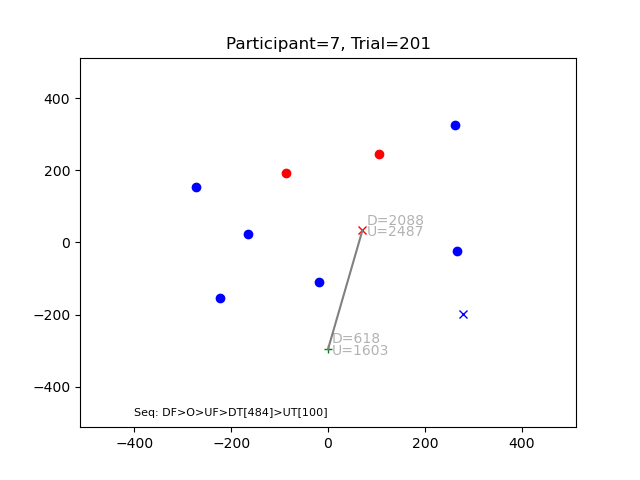 Participant=7, Trial=201
400
200
0
−200
−400
D=2088
U=2487
D=618
U=1603
Seq: DF>O>UF>DT[484]>UT[100]
−400 −200 0 200 400